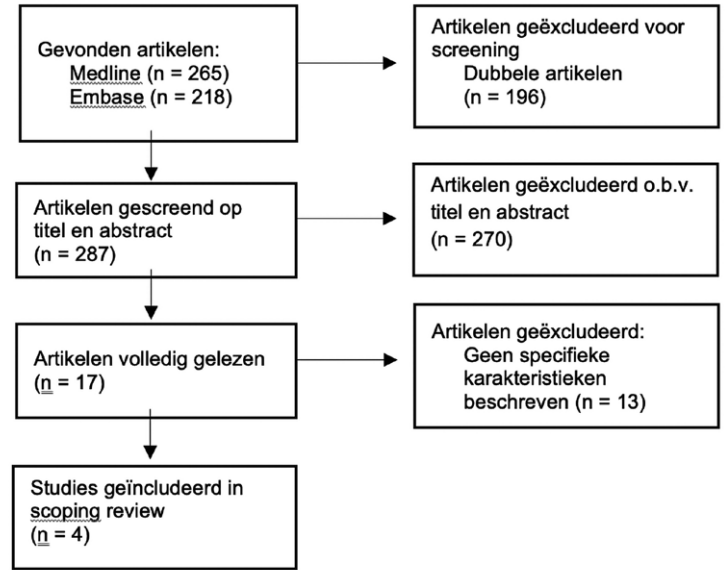 Gevonden artikelen:
Medline (n = 265)
Embase (n = 218)
Artikelen geëxcludeerd voor
screening
Dubbele artikelen
(n = 196)
Artikelen gescreend op
titel en abstract
(n = 287)
Artikelen geëxcludeerd o.b.v.
titel en abstract
(n = 270)
Artikelen volledig gelezen
(n = 17)
Artikelen geëxcludeerd:
Geen specifieke
karakteristieken
beschreven (n = 13)
Studies geïncludeerd in
scoping review
(n = 4)